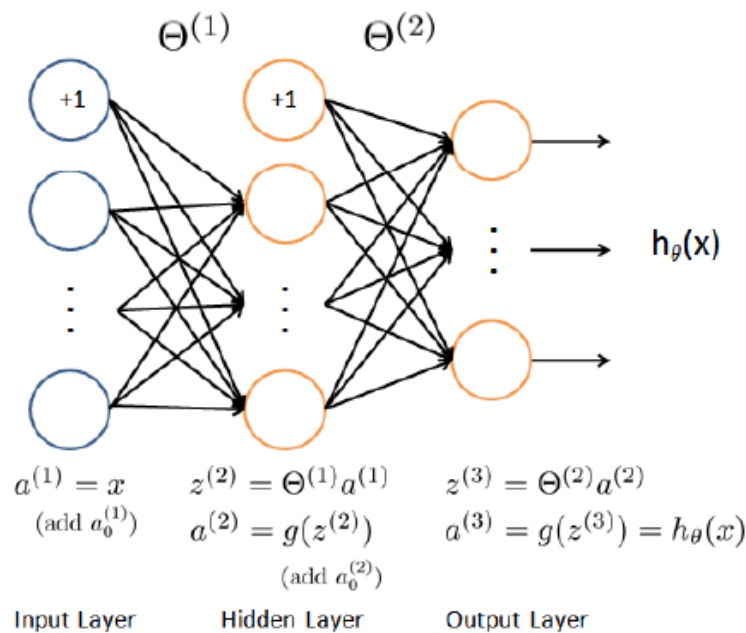 Θ^(1) Θ^(2)
+1 +1
h_θ(x)
a^(1) = x z^(2) = Θ^(1)a^(1) z^(3) = Θ^(2)a^(2)
(add a_0^(1)) a^(2) = g(z^(2)) a^(3) = g(z^(3)) = h_θ(x)
(add a_0^(2))
Input Layer Hidden Layer Output Layer